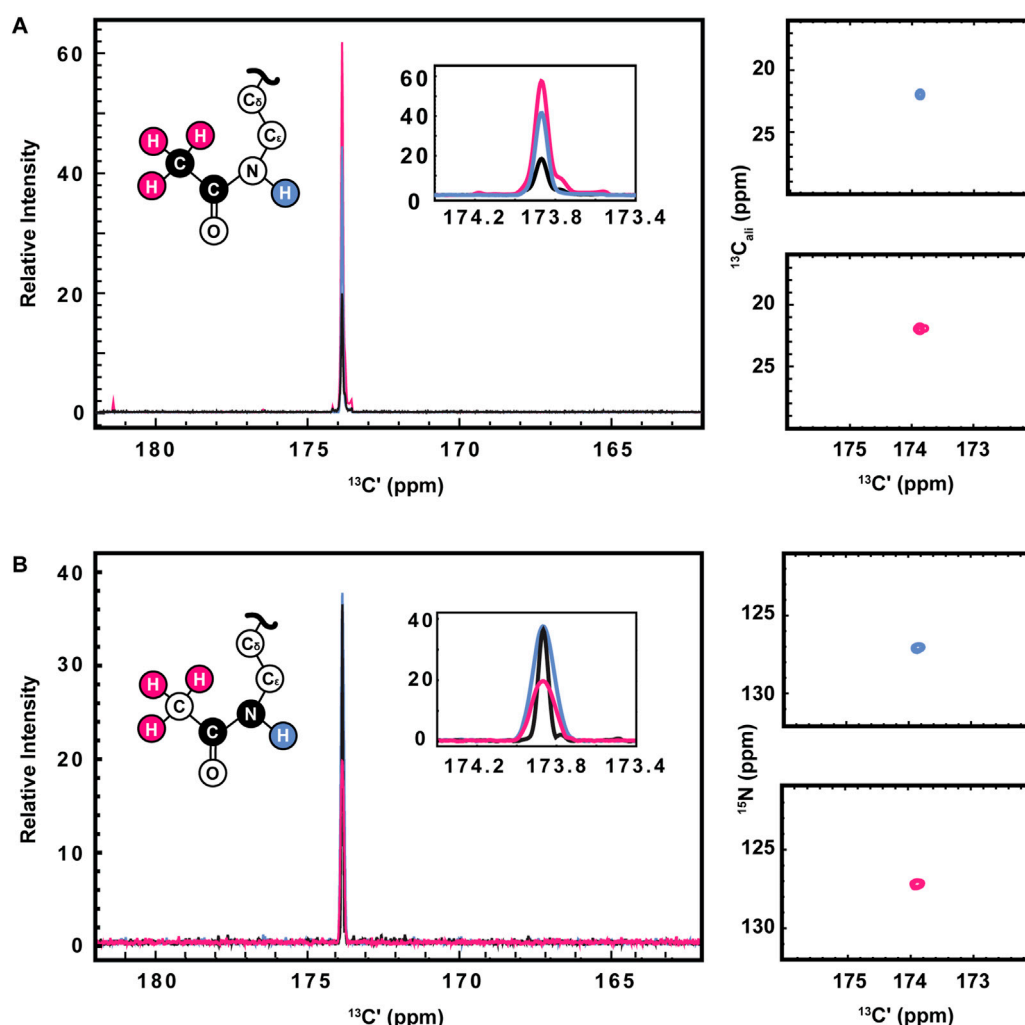 A
Relative Intensity
60
40
20
0
180
175
170
165
¹³C' (ppm)
H
H
H
C
C
O
N
H
Cδ
Cε
60
40
20
0
174.2
173.8
173.4
¹³C_ali (ppm)
20
25
20
25
175
174
173
¹³C' (ppm)
B
Relative Intensity
40
30
20
10
0
180
175
170
165
¹³C' (ppm)
H
H
H
C
C
O
N
H
Cδ
Cε
40
20
0
174.2
173.8
173.4
¹⁵N (ppm)
125
130
125
130
175
174
173
¹³C' (ppm)